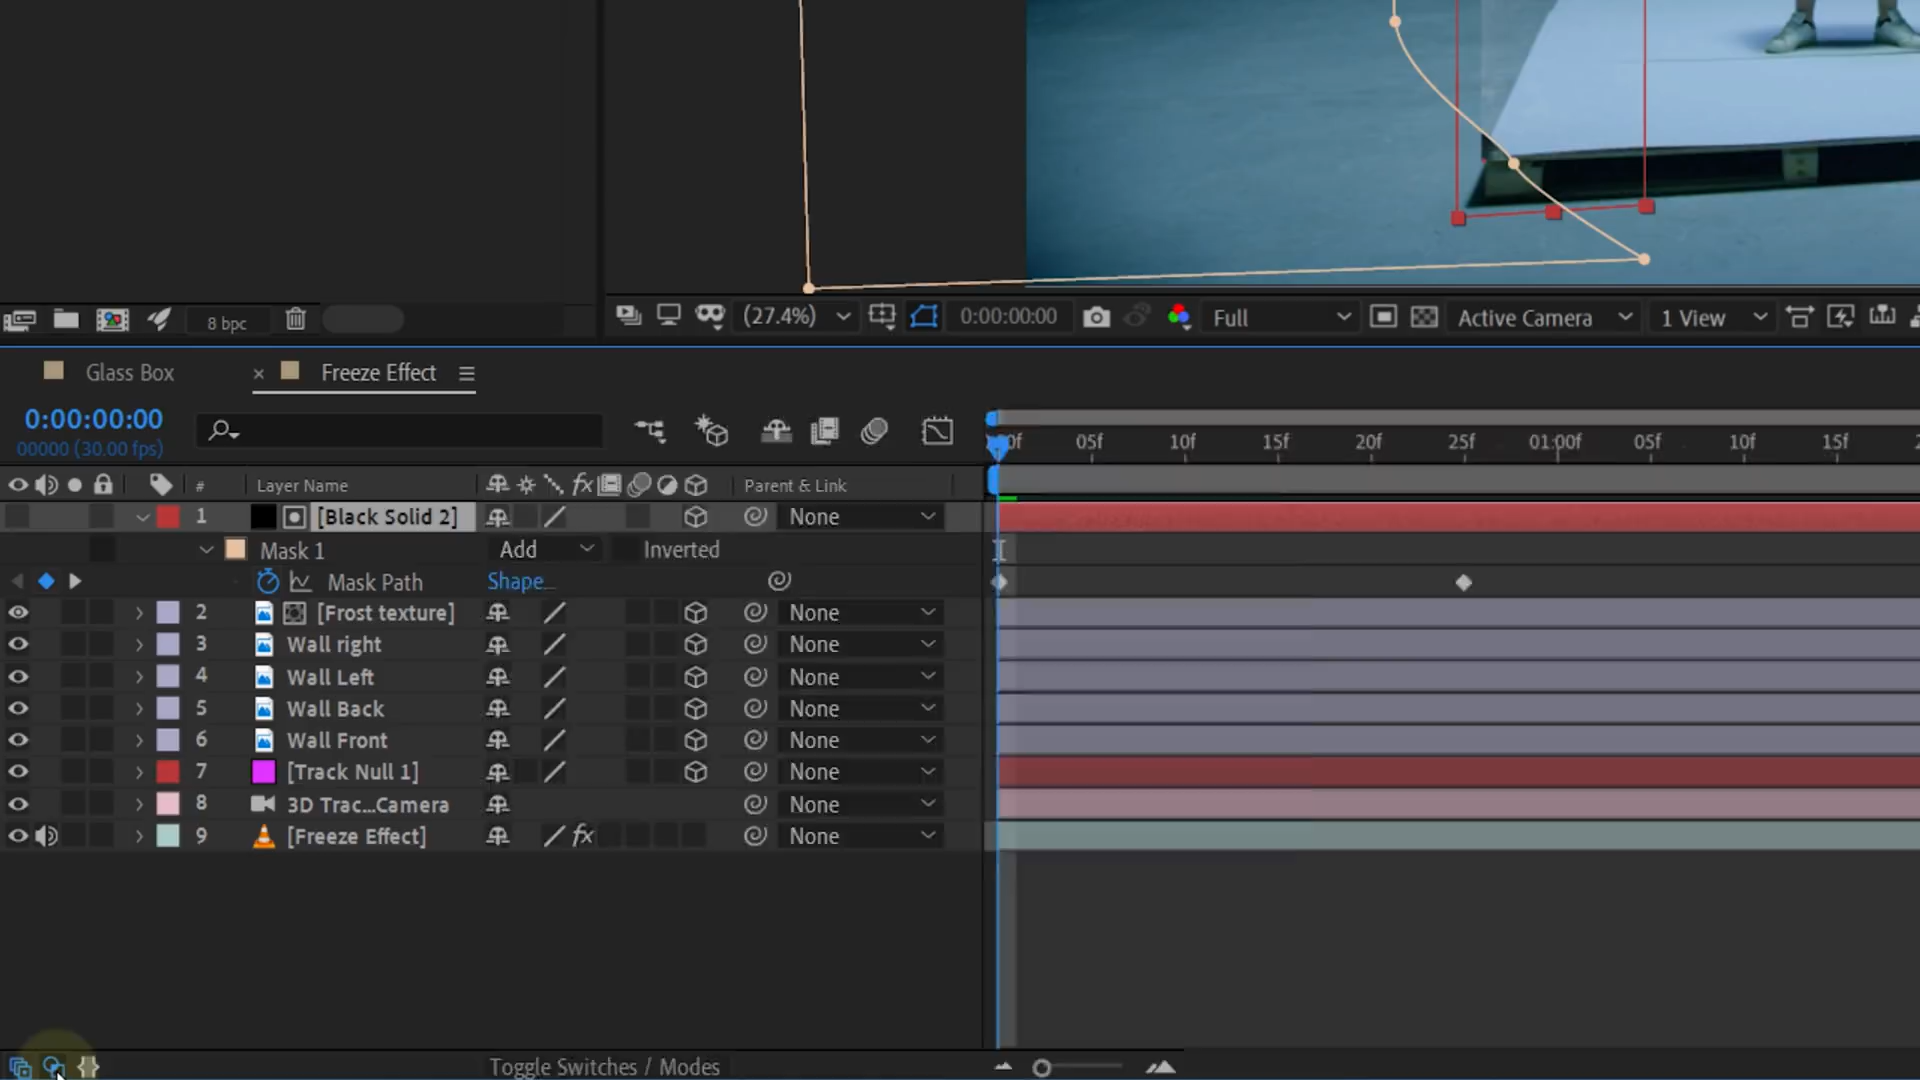 8 bpc
(27.4%)
0:00:00:00
Full
Active Camera
1 View
Glass Box
× Freeze Effect
0:00:00:00
00000 (30.00 fps)
05f 10f 15f 20f 25f 01:00f 05f 10f 15f
# Layer Name fx Parent & Link
1 [Black Solid 2] None
Mask 1 Add Inverted
Mask Path Shape...
2 [Frost texture] None
3 Wall right None
4 Wall Left None
5 Wall Back None
6 Wall Front None
7 [Track Null 1] None
8 3D Trac...Camera None
9 [Freeze Effect] fx None
Toggle Switches / Modes